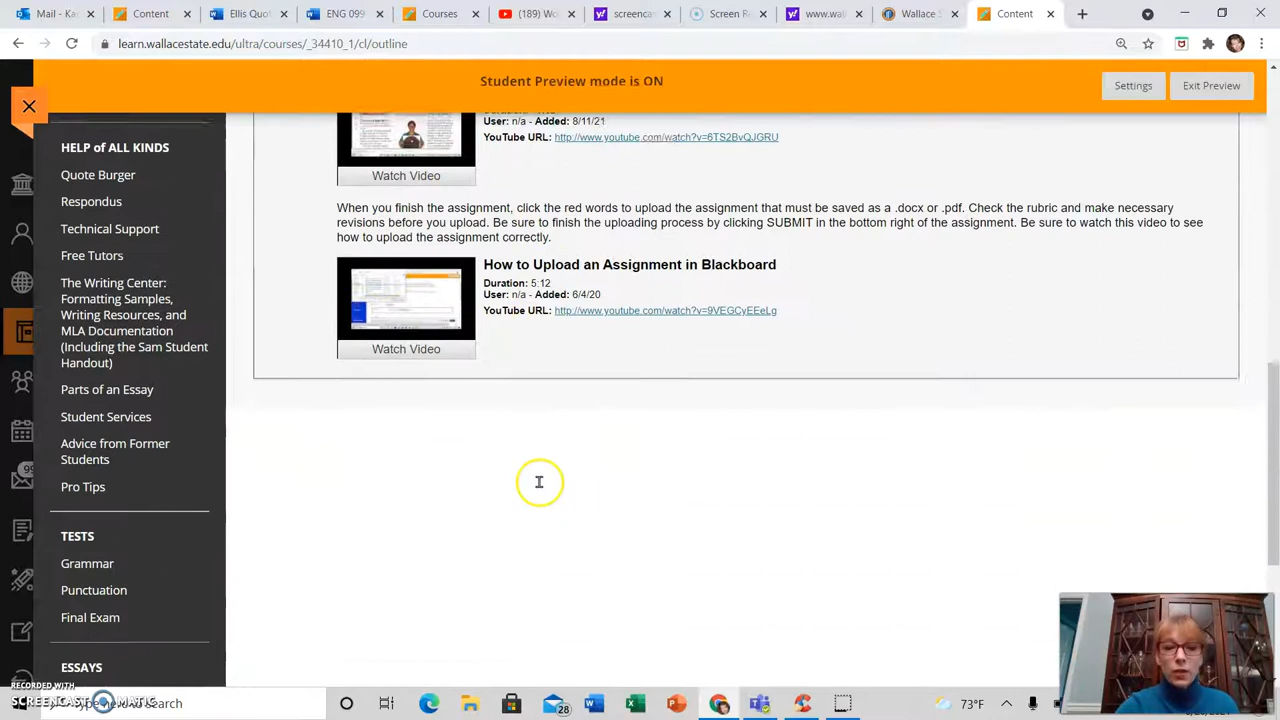 Mail - Kas
Ellis Quot
ENG 099
Courses
(189) Wo
screenca
Screen Re
www.wal
Wallace S
Content
learn.wallacestate.edu/ultra/courses/_34410_1/cl/outline
Student Preview mode is ON
Settings
Exit Preview
User: n/a - Added: 8/11/21
YouTube URL: http://www.youtube.com/watch?v=6TS2BvQJGRU
Watch Video
When you finish the assignment, click the red words to upload the assignment that must be saved as a .docx or .pdf. Check the rubric and make necessary
revisions before you upload. Be sure to finish the uploading process by clicking SUBMIT in the bottom right of the assignment. Be sure to watch this video to see
how to upload the assignment correctly.
How to Upload an Assignment in Blackboard
Duration: 5:12
User: n/a - Added: 6/4/20
YouTube URL: http://www.youtube.com/watch?v=9VEGCyEEeLg
Watch Video
HELP of ALL KINDS
Quote Burger
Respondus
Technical Support
Free Tutors
The Writing Center:
Formatting Samples,
Writing Resources, and
MLA Documentation
(Including the Sam Student
Handout)
Parts of an Essay
Student Services
Advice from Former
Students
Pro Tips
TESTS
Grammar
Punctuation
Final Exam
ESSAYS
99
RECORDED WITH
SCREENCAST MATIC
search
28
73°F